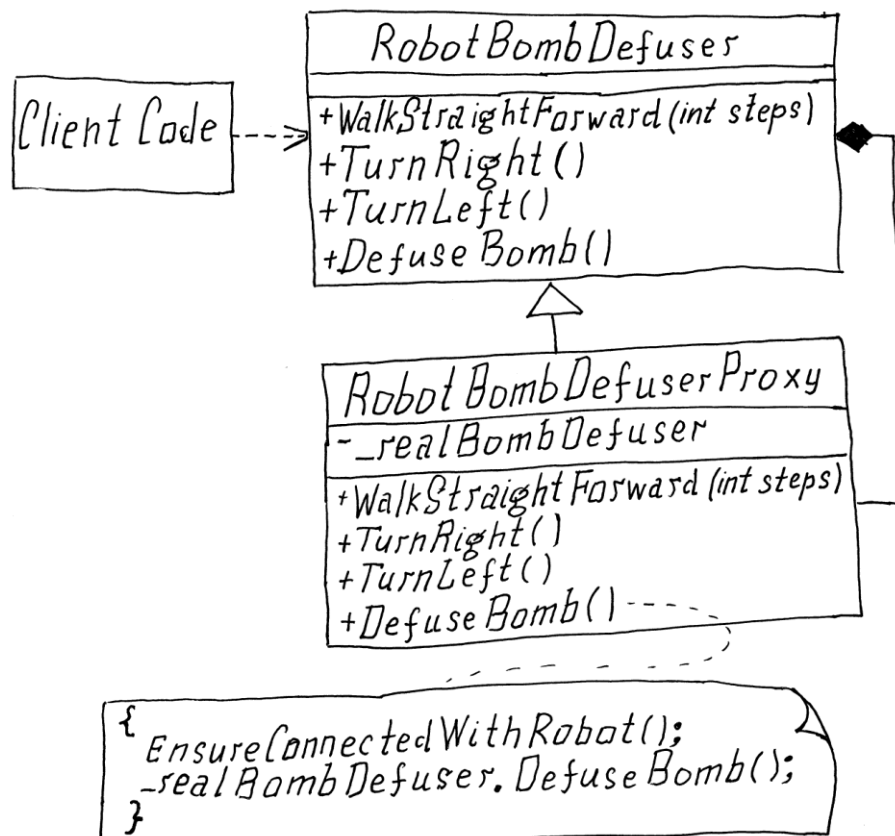 RobotBombDefuser
Client Code
+WalkStraightForward(int steps)
+TurnRight()
+TurnLeft()
+DefuseBomb()
RobotBombDefuserProxy
-_realBombDefuser
+WalkStraightForward(int steps)
+TurnRight()
+TurnLeft()
+DefuseBomb()
{
EnsureConnectedWithRobot();
_realBombDefuser.DefuseBomb();
}